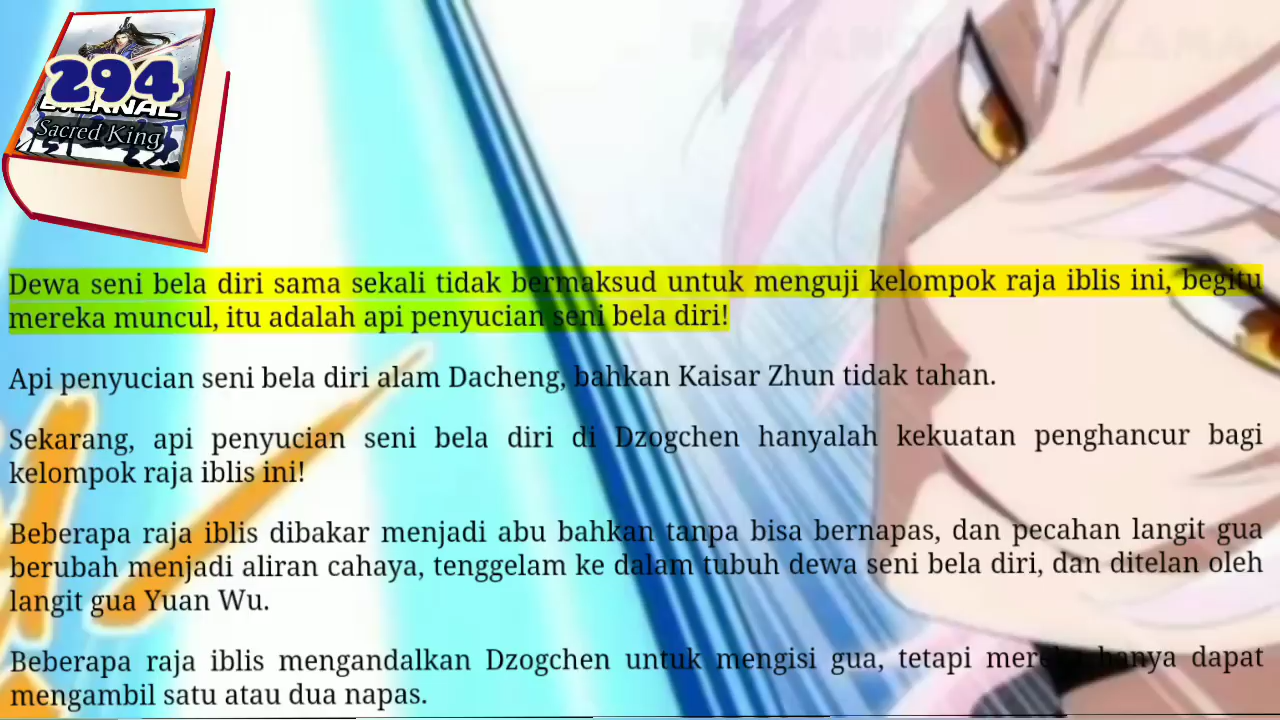 294
ETERNAL
Sacred King
Dewa seni bela diri sama sekali tidak bermaksud untuk menguji kelompok raja iblis ini, begitu
mereka muncul, itu adalah api penyucian seni bela diri!
Api penyucian seni bela diri alam Dacheng, bahkan Kaisar Zhun tidak tahan.
Sekarang, api penyucian seni bela diri di Dzogchen hanyalah kekuatan penghancur bagi
kelompok raja iblis ini!
Beberapa raja iblis dibakar menjadi abu bahkan tanpa bisa bernapas, dan pecahan langit gua
berubah menjadi aliran cahaya, tenggelam ke dalam tubuh dewa seni bela diri, dan ditelan oleh
langit gua Yuan Wu.
Beberapa raja iblis mengandalkan Dzogchen untuk mengisi gua, tetapi mereka hanya dapat
mengambil satu atau dua napas.